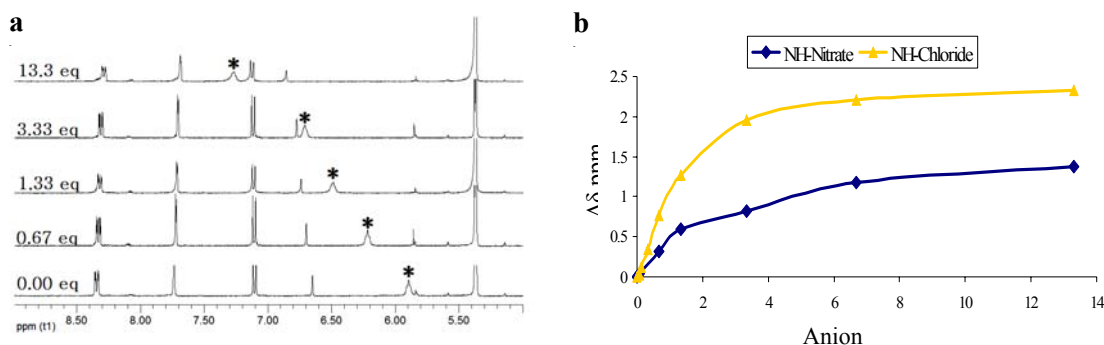 a
13.3 eq
3.33 eq
1.33 eq
0.67 eq
0.00 eq
*
*
*
*
*
ppm (t1)
8.50
8.00
7.50
7.00
6.50
6.00
5.50
b
NH-Nitrate
NH-Chloride
3
2.5
2
1.5
1
0.5
0
Δδ ppm
0
2
4
6
8
10
12
14
Anion